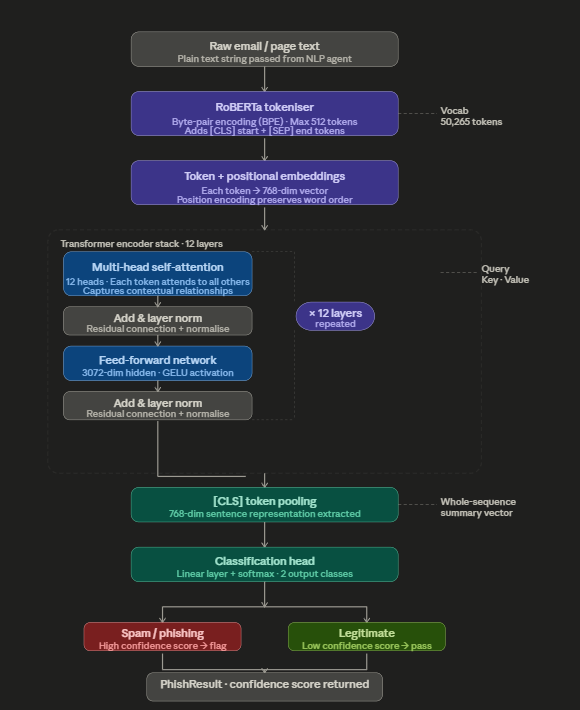 Raw email / page text
Plain text string passed from NLP agent
RoBERTa tokeniser
Byte-pair encoding (BPE) · Max 512 tokens
Adds [CLS] start + [SEP] end tokens
Vocab
50,265 tokens
Token + positional embeddings
Each token → 768-dim vector
Position encoding preserves word order
Transformer encoder stack · 12 layers
Multi-head self-attention
12 heads · Each token attends to all others
Captures contextual relationships
Query
Key · Value
Add & layer norm
Residual connection + normalise
× 12 layers
repeated
Feed-forward network
3072-dim hidden · GELU activation
Add & layer norm
Residual connection + normalise
[CLS] token pooling
768-dim sentence representation extracted
Whole-sequence
summary vector
Classification head
Linear layer + softmax · 2 output classes
Spam / phishing
High confidence score → flag
Legitimate
Low confidence score → pass
PhishResult · confidence score returned